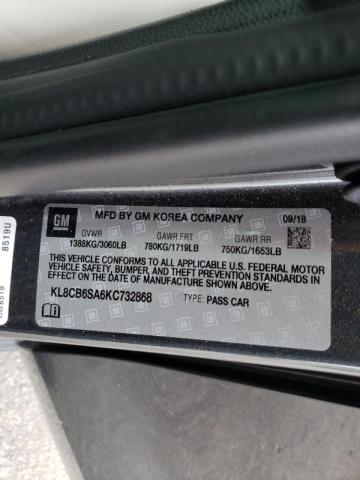 GM
MFD BY GM KOREA COMPANY 09/18
GVWR GAWR FRT GAWR RR
1388KG/3060LB 780KG/1719LB 750KG/1653LB
THIS VEHICLE CONFORMS TO ALL APPLICABLE U.S. FEDERAL MOTOR
VEHICLE SAFETY, BUMPER, AND THEFT PREVENTION STANDARDS IN
EFFECT ON THE DATE OF MANUFACTURE SHOWN ABOVE.
KL8CB6SA6KC732868 TYPE: PASS CAR
8519U